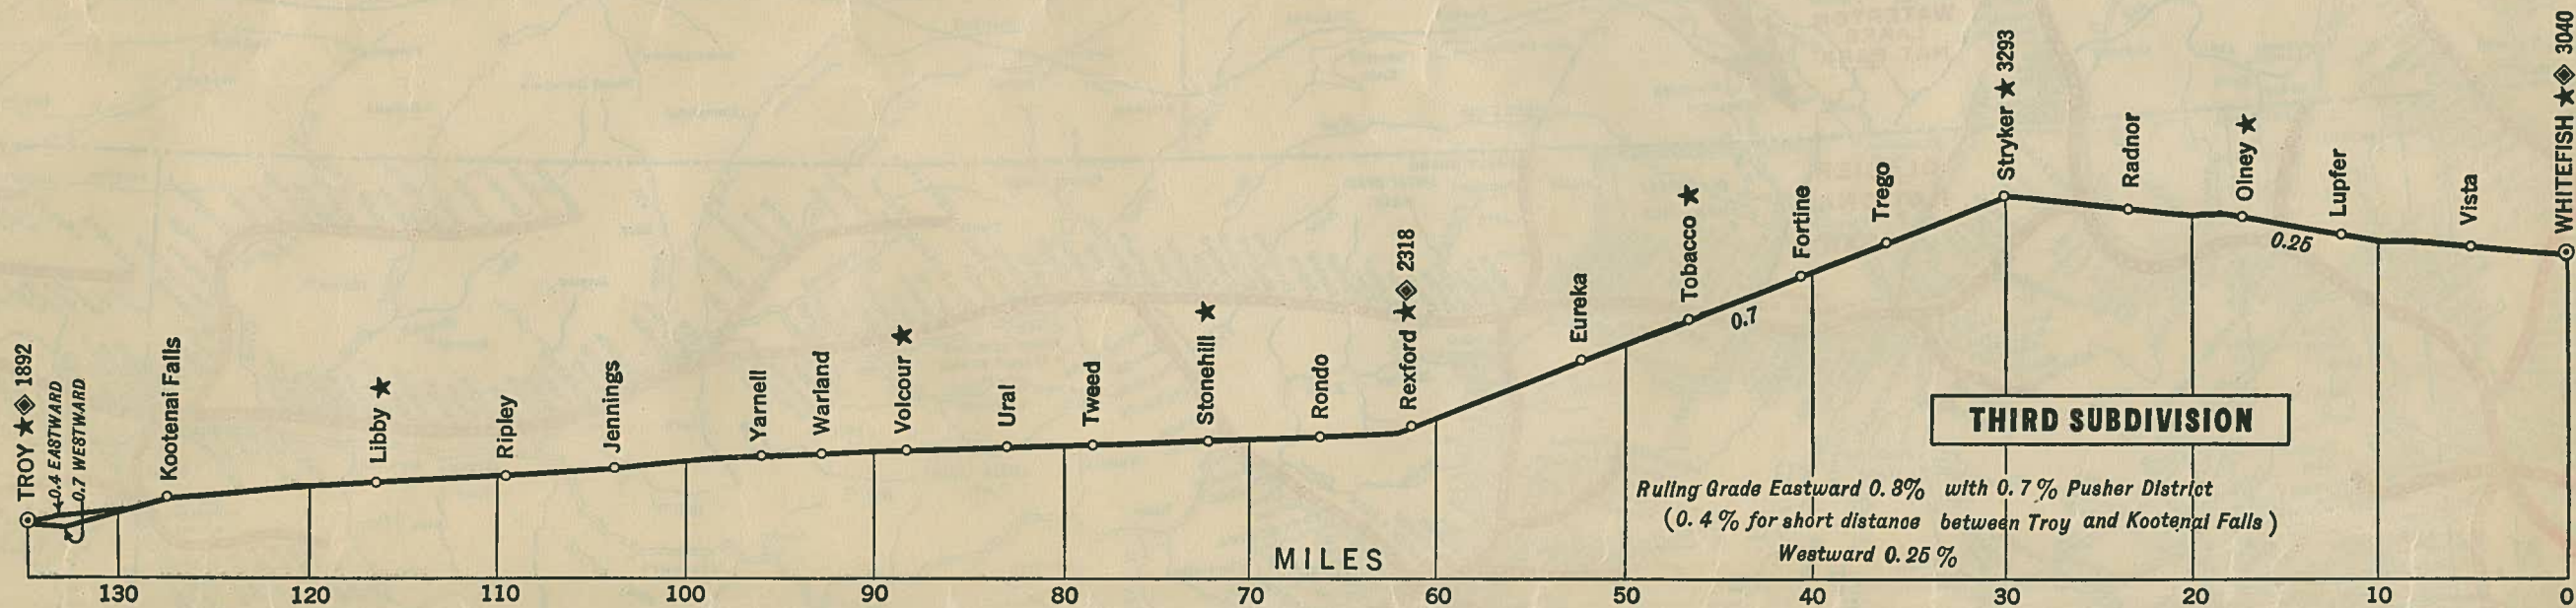 TROY ★◈ 1892
0.4 EASTWARD
0.7 WESTWARD
Kootenai Falls
Libby ★
Ripley
Jennings
Yarnell
Warland
Volcour ★
Ural
Tweed
Stonehill ★
Rondo
Rexford ★◈ 2318
Eureka
Tobacco ★
0.7
Fortine
Trego
Stryker ★ 3293
Radnor
Olney ★
0.25
Lupfer
Vista
WHITEFISH ★◈ 3040
THIRD SUBDIVISION
Ruling Grade Eastward 0.8% with 0.7% Pusher District
(0.4% for short distance between Troy and Kootenai Falls)
Westward 0.25%
MILES
130 120 110 100 90 80 70 60 50 40 30 20 10 0